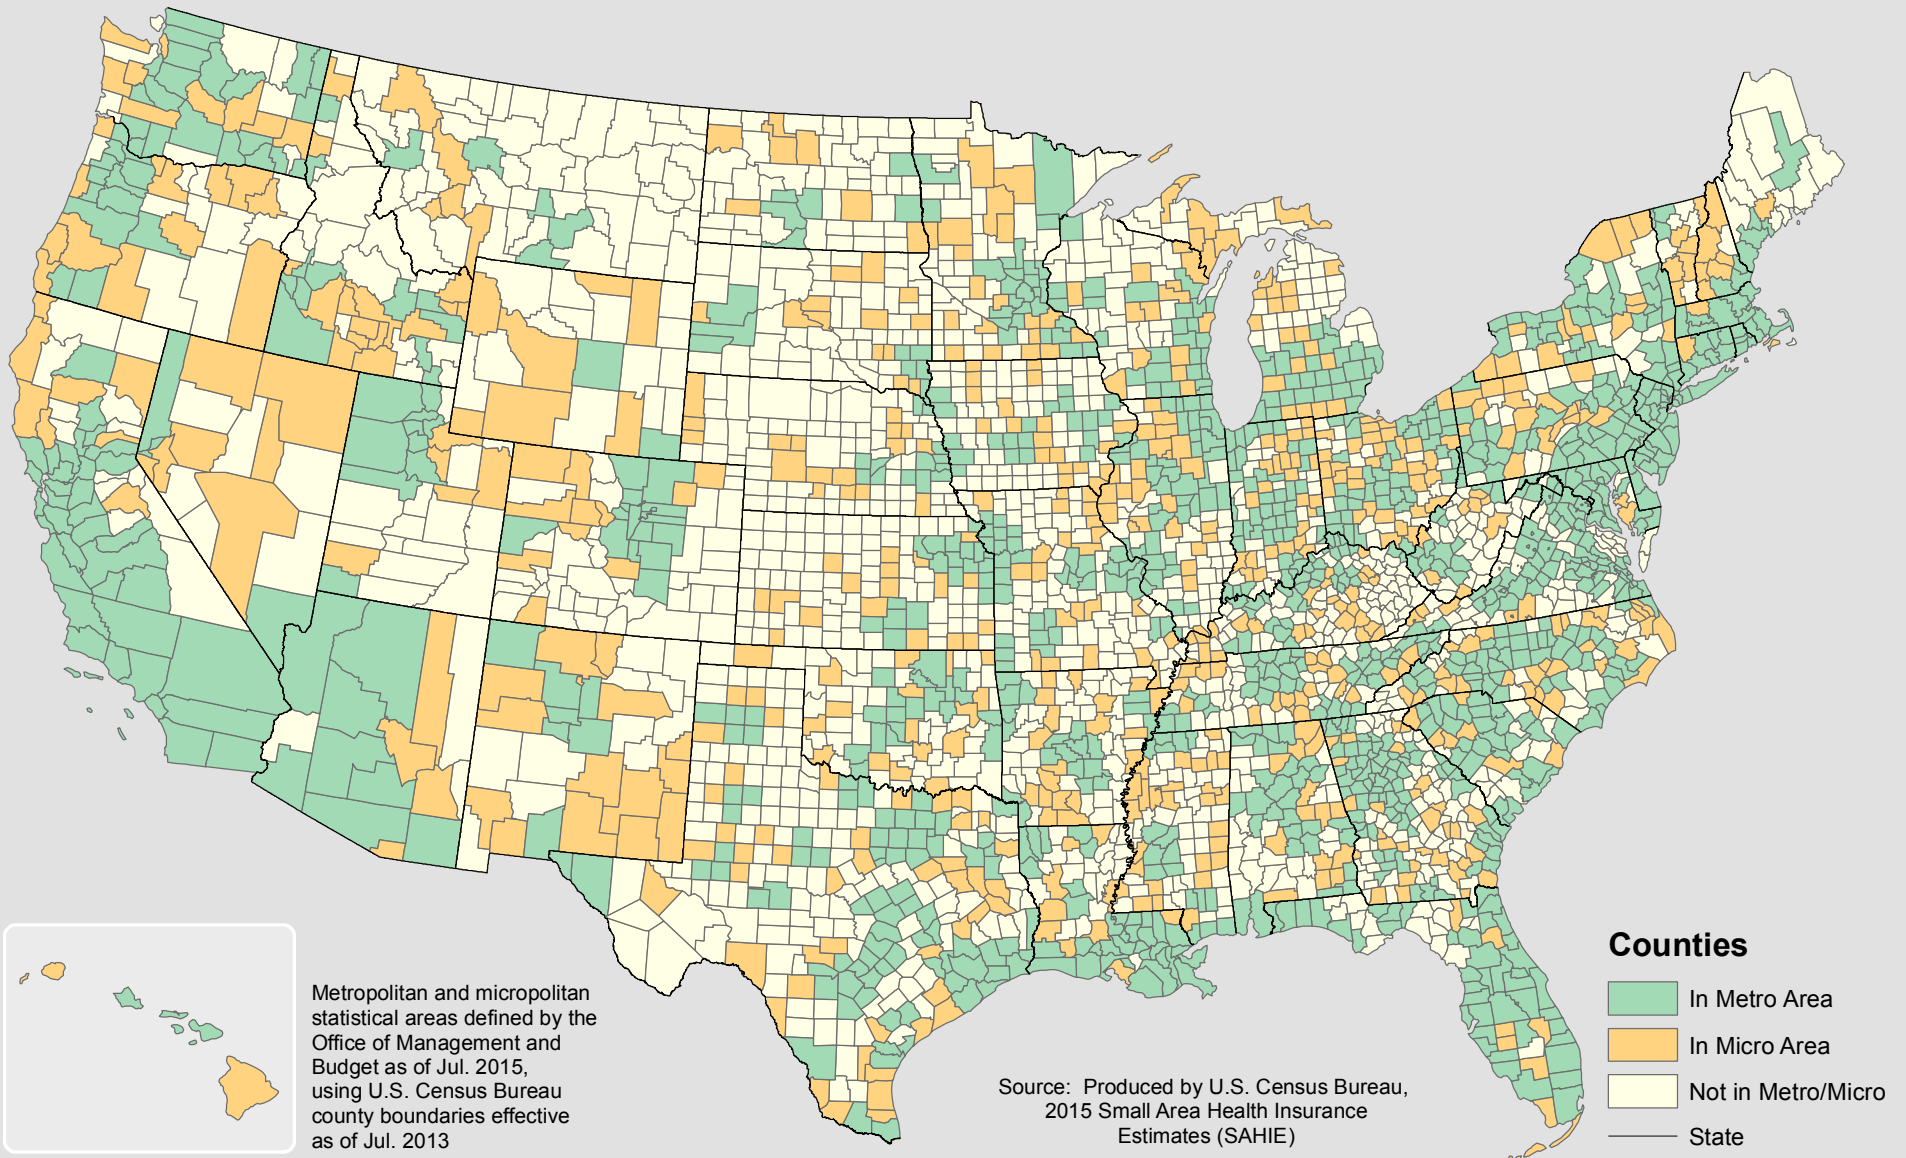 Metropolitan and micropolitan
statistical areas defined by the
Office of Management and
Budget as of Jul. 2015,
using U.S. Census Bureau
county boundaries effective
as of Jul. 2013
Source:  Produced by U.S. Census Bureau,
2015 Small Area Health Insurance
Estimates (SAHIE)
Counties
In Metro Area
In Micro Area
Not in Metro/Micro
State